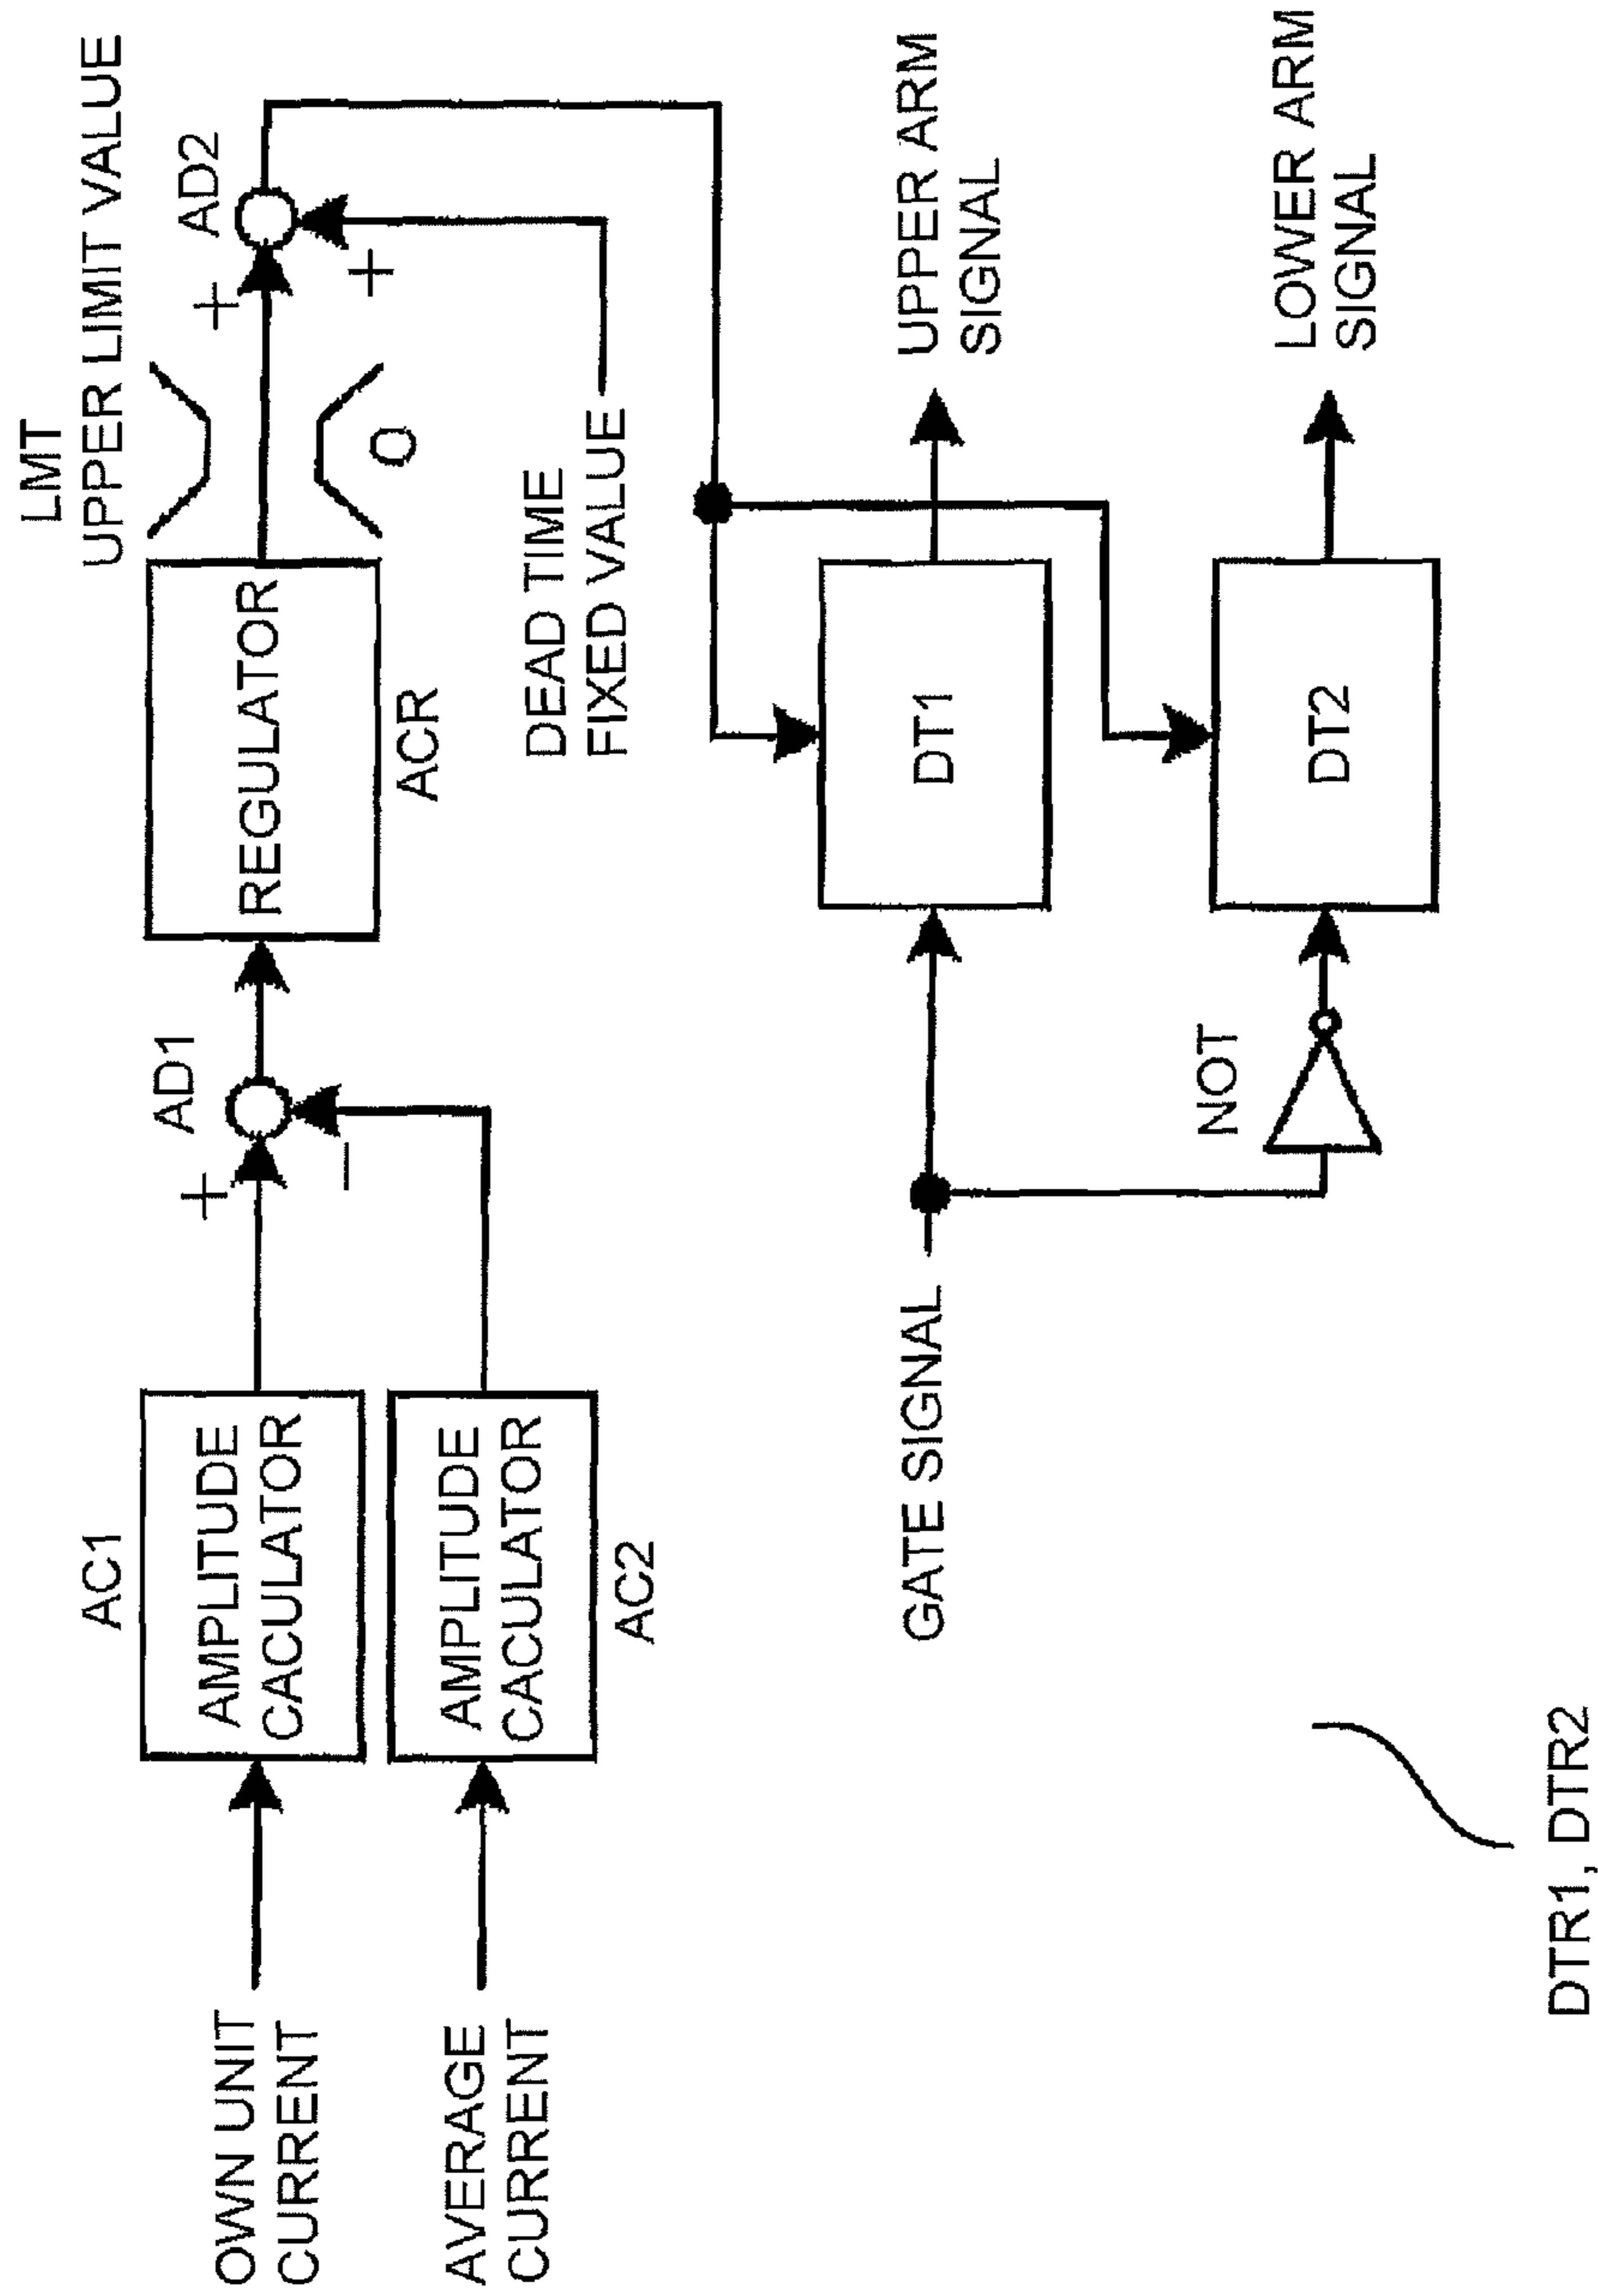 LMT
UPPER LIMIT VALUE
AC1
AMPLITUDE
CACULATOR
AMPLITUDE
CACULATOR
AC2
OWN UNIT
CURRENT
AVERAGE
CURRENT
AD1
+
−
REGULATOR
ACR
0
AD2
+
+
DEAD TIME
FIXED VALUE
GATE SIGNAL
NOT
DT1
DT2
UPPER ARM
SIGNAL
LOWER ARM
SIGNAL
DTR1, DTR2